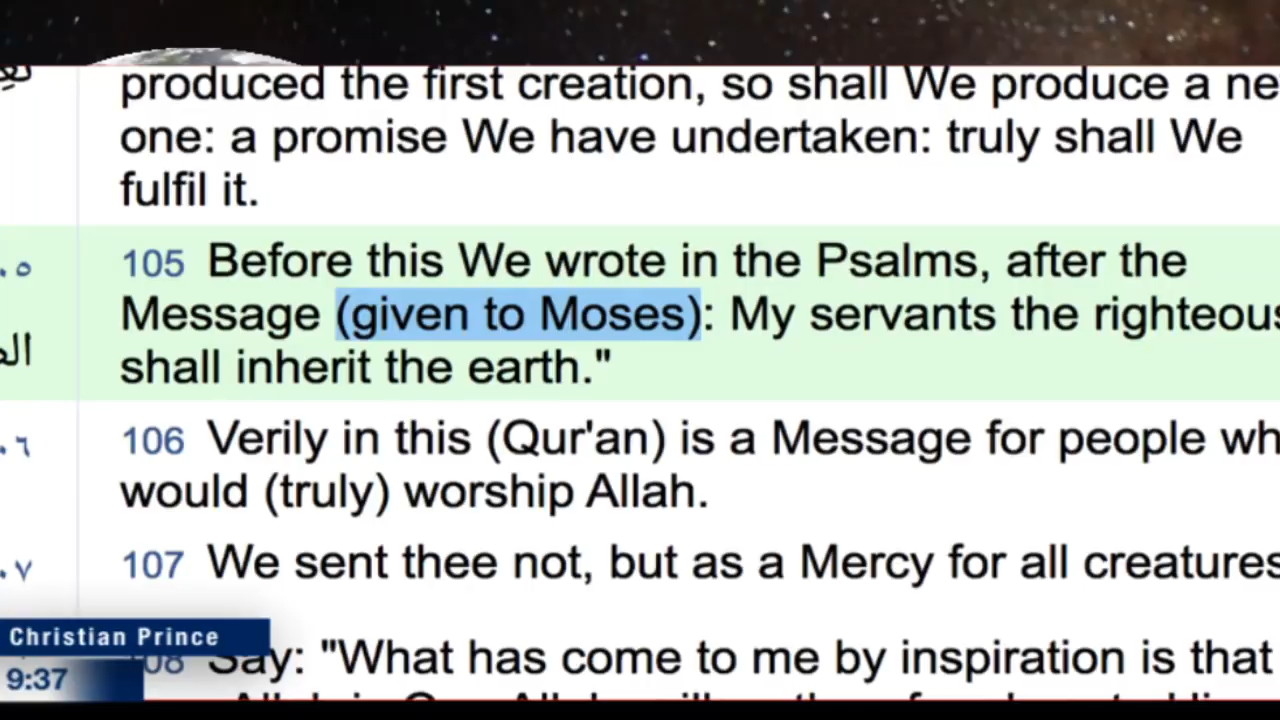 produced the first creation, so shall We produce a ne
one: a promise We have undertaken: truly shall We
fulfil it.
105 Before this We wrote in the Psalms, after the
Message (given to Moses): My servants the righteous
shall inherit the earth."
106 Verily in this (Qur'an) is a Message for people wh
would (truly) worship Allah.
107 We sent thee not, but as a Mercy for all creatures
108 Say: "What has come to me by inspiration is that
Christian Prince
9:37